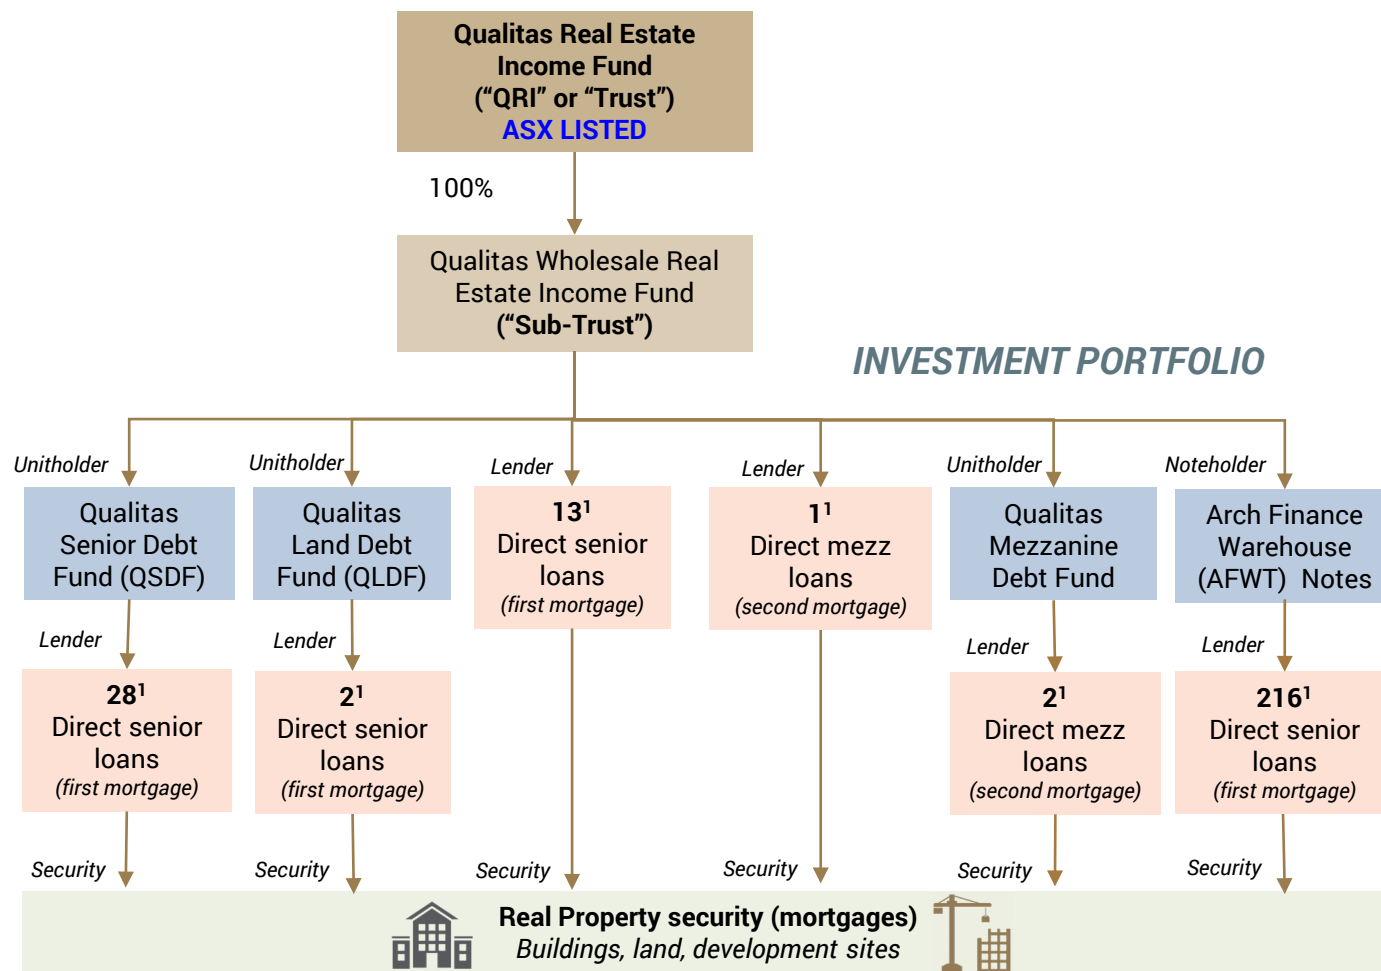 Qualitas Real Estate
Income Fund
(“QRI” or “Trust”)
ASX LISTED
100%
Qualitas Wholesale Real
Estate Income Fund
(“Sub-Trust”)
INVESTMENT PORTFOLIO
Unitholder
Unitholder
Lender
Lender
Unitholder
Noteholder
Qualitas
Senior Debt
Fund (QSDF)
Qualitas
Land Debt
Fund (QLDF)
13¹
Direct senior
loans
(first mortgage)
1¹
Direct mezz
loans
(second mortgage)
Qualitas
Mezzanine
Debt Fund
Arch Finance
Warehouse
(AFWT) Notes
Lender
Lender
Lender
Lender
28¹
Direct senior
loans
(first mortgage)
2¹
Direct senior
loans
(first mortgage)
2¹
Direct mezz
loans
(second mortgage)
216¹
Direct senior
loans
(first mortgage)
Security
Security
Security
Security
Security
Security
Real Property security (mortgages)
Buildings, land, development sites